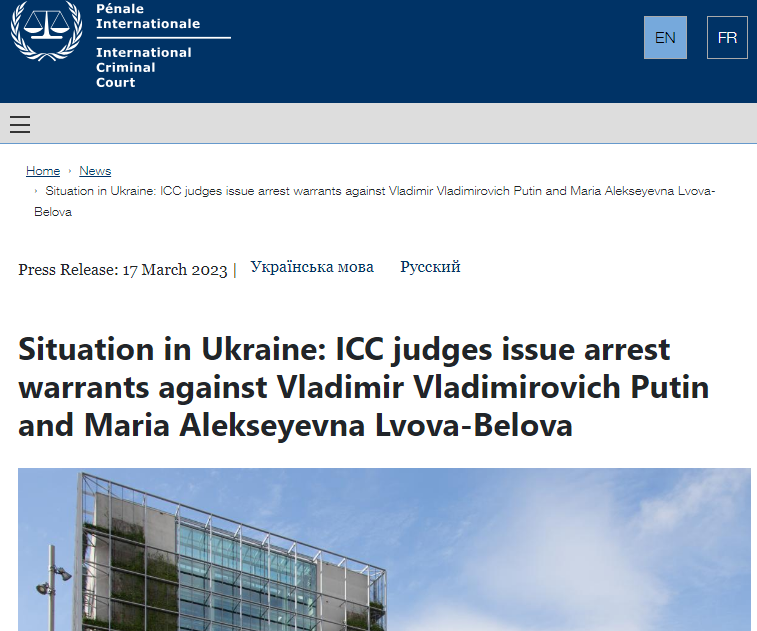 Pénale
Internationale
International
Criminal
Court
EN
FR
Home › News
› Situation in Ukraine: ICC judges issue arrest warrants against Vladimir Vladimirovich Putin and Maria Alekseyevna Lvova-
Belova
Press Release: 17 March 2023 | Українська мова Русский
Situation in Ukraine: ICC judges issue arrest
warrants against Vladimir Vladimirovich Putin
and Maria Alekseyevna Lvova-Belova